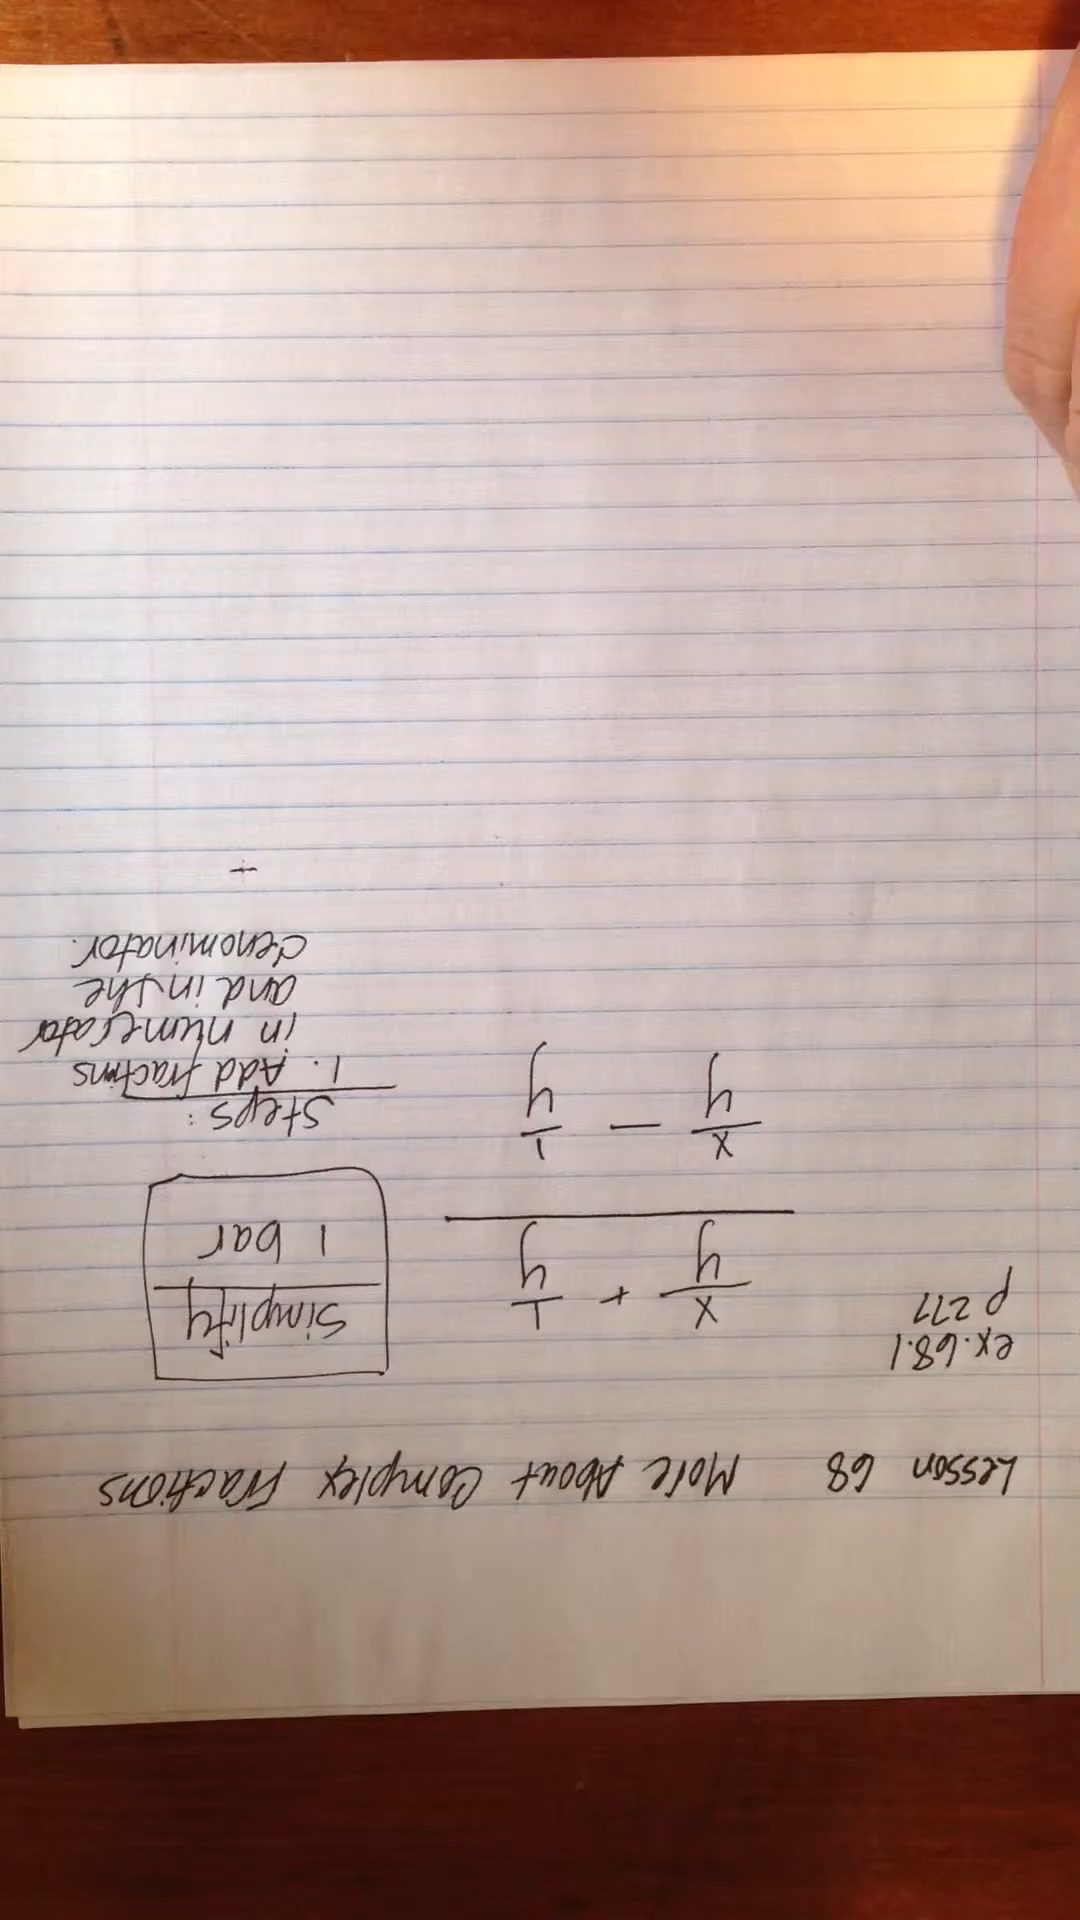 Lesson 68 More About Complex Fractions
ex. 68.1
p 277
x/y + 1/y
x/y - 1/y
Simplify
1 bar
Steps:
1. Add fractions
in numerator
and in the
denominator.